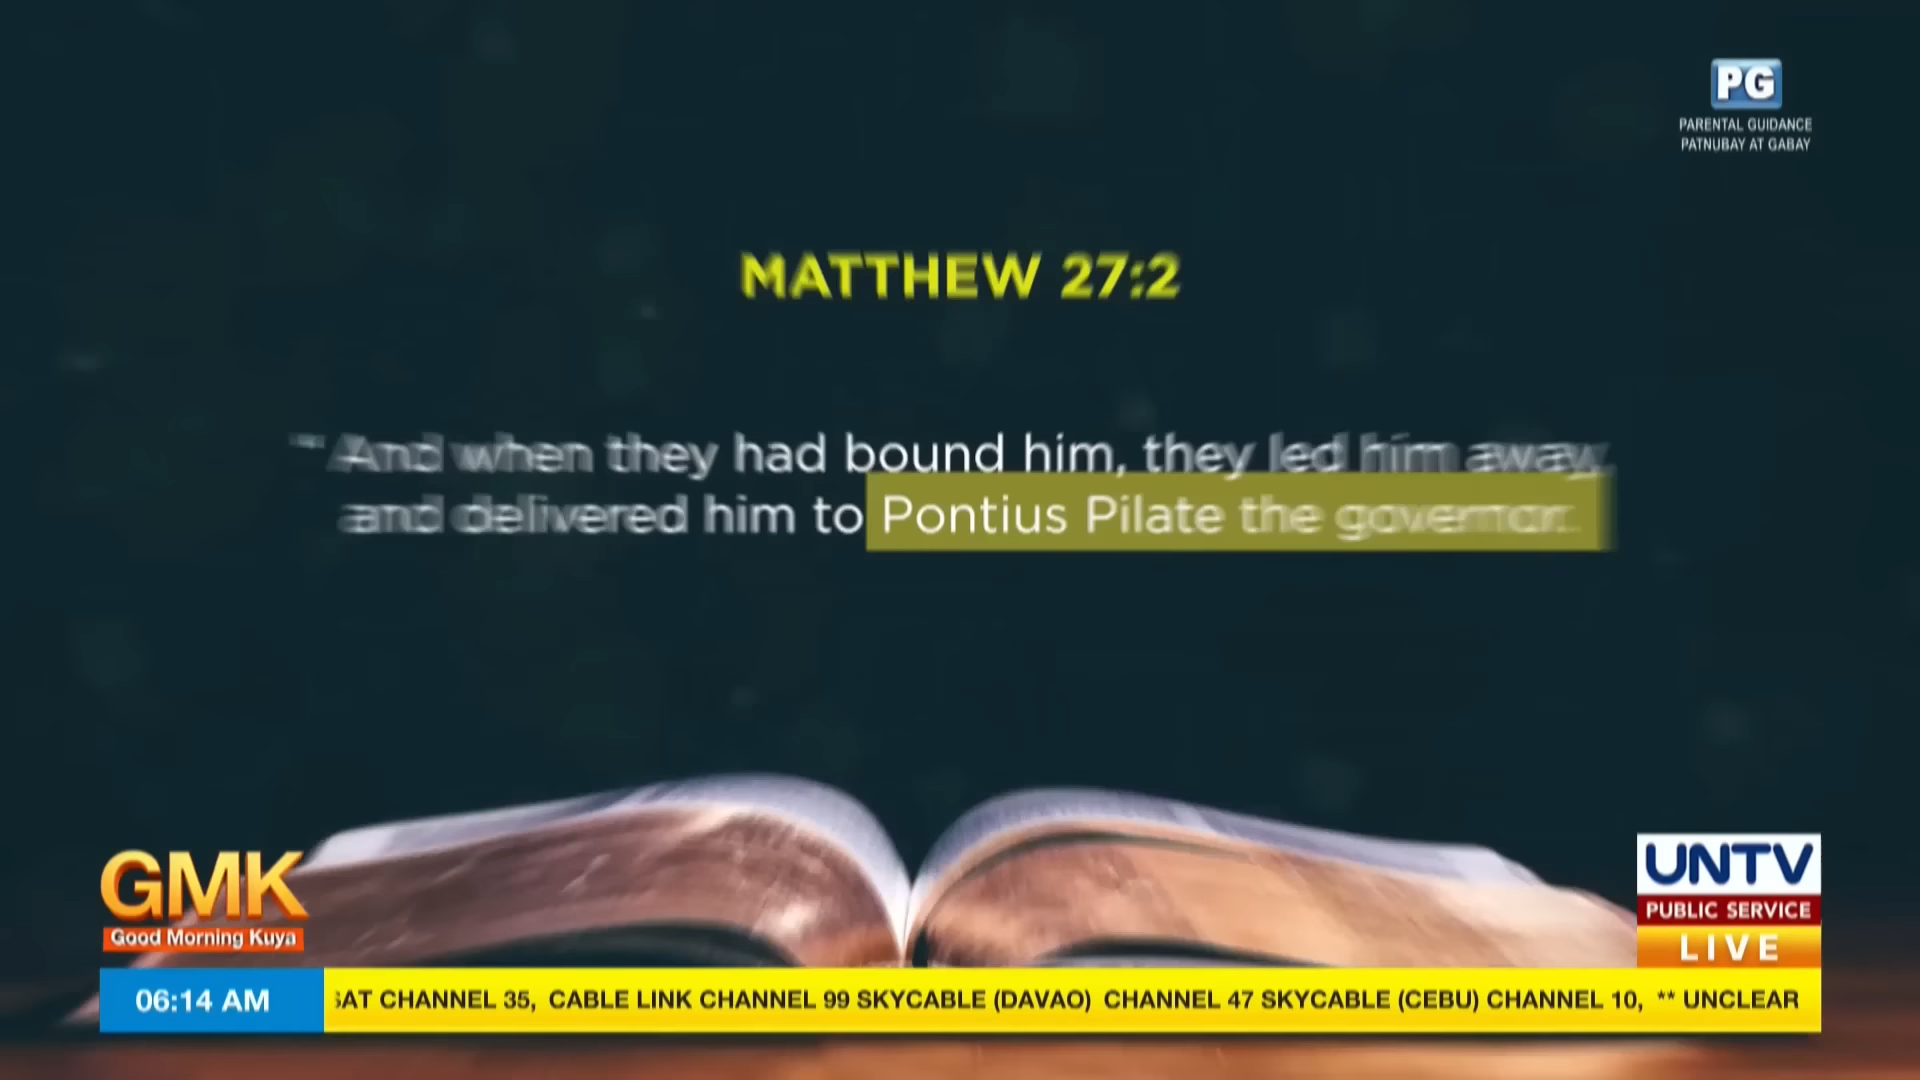 PG
PARENTAL GUIDANCE
PATNUBAY AT GABAY
MATTHEW 27:2
"And when they had bound him, they led him away,
and delivered him to Pontius Pilate the governor.
GMK
Good Morning Kuya
UNTV
PUBLIC SERVICE
LIVE
06:14 AM
SAT CHANNEL 35, CABLE LINK CHANNEL 99 SKYCABLE (DAVAO) CHANNEL 47 SKYCABLE (CEBU) CHANNEL 10, ** UNCLEAR